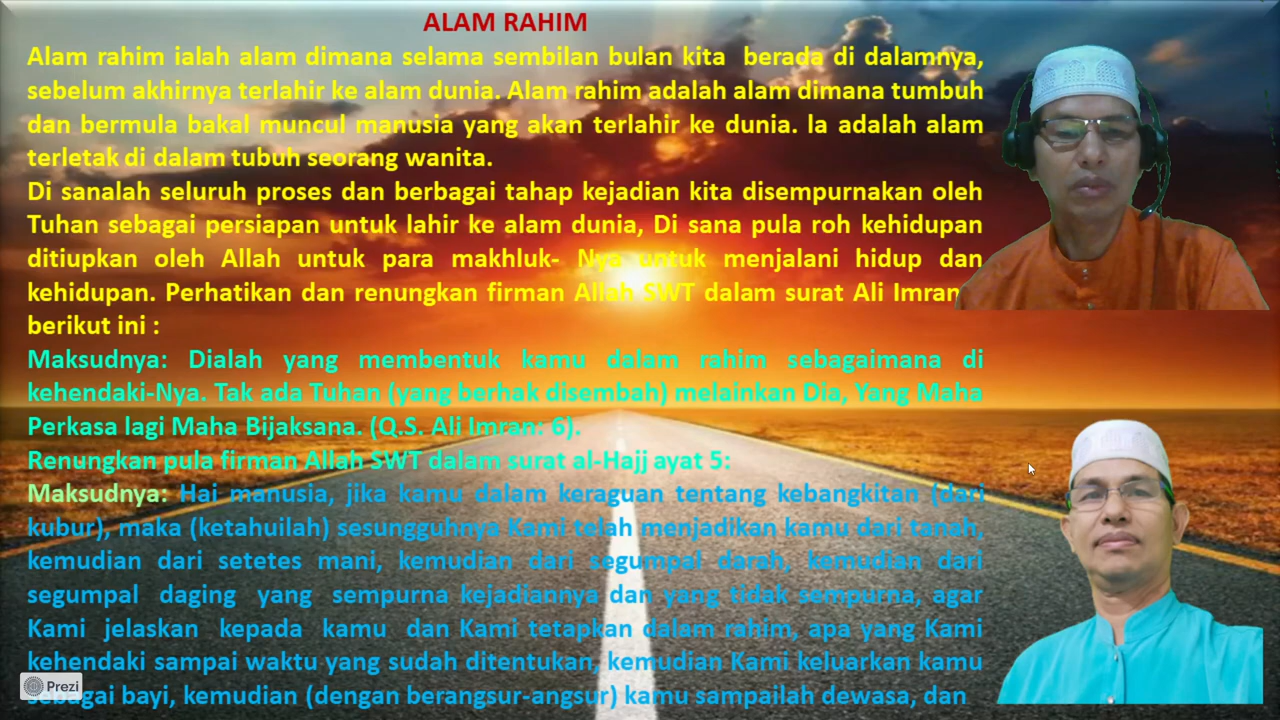 ALAM RAHIM
Alam rahim ialah alam dimana selama sembilan bulan kita berada di dalamnya,
sebelum akhirnya terlahir ke alam dunia. Alam rahim adalah alam dimana tumbuh
dan bermula bakal muncul manusia yang akan terlahir ke dunia. Ia adalah alam
terletak di dalam tubuh seorang wanita.
Di sanalah seluruh proses dan berbagai tahap kejadian kita disempurnakan oleh
Tuhan sebagai persiapan untuk lahir ke alam dunia, Di sana pula roh kehidupan
ditiupkan oleh Allah untuk para makhluk- Nya untuk menjalani hidup dan
kehidupan. Perhatikan dan renungkan firman Allah SWT dalam surat Ali Imran
berikut ini :
Maksudnya: Dialah yang membentuk kamu dalam rahim sebagaimana di
kehendaki-Nya. Tak ada Tuhan (yang berhak disembah) melainkan Dia, Yang Maha
Perkasa lagi Maha Bijaksana. (Q.S. Ali Imran: 6).
Renungkan pula firman Allah SWT dalam surat al-Hajj ayat 5:
Maksudnya: Hai manusia, jika kamu dalam keraguan tentang kebangkitan (dari
kubur), maka (ketahuilah) sesungguhnya Kami telah menjadikan kamu dari tanah,
kemudian dari setetes mani, kemudian dari segumpal darah, kemudian dari
segumpal daging yang sempurna kejadiannya dan yang tidak sempurna, agar
Kami jelaskan kepada kamu dan Kami tetapkan dalam rahim, apa yang Kami
kehendaki sampai waktu yang sudah ditentukan, kemudian Kami keluarkan kamu
sebagai bayi, kemudian (dengan berangsur-angsur) kamu sampailah dewasa, dan
Prezi